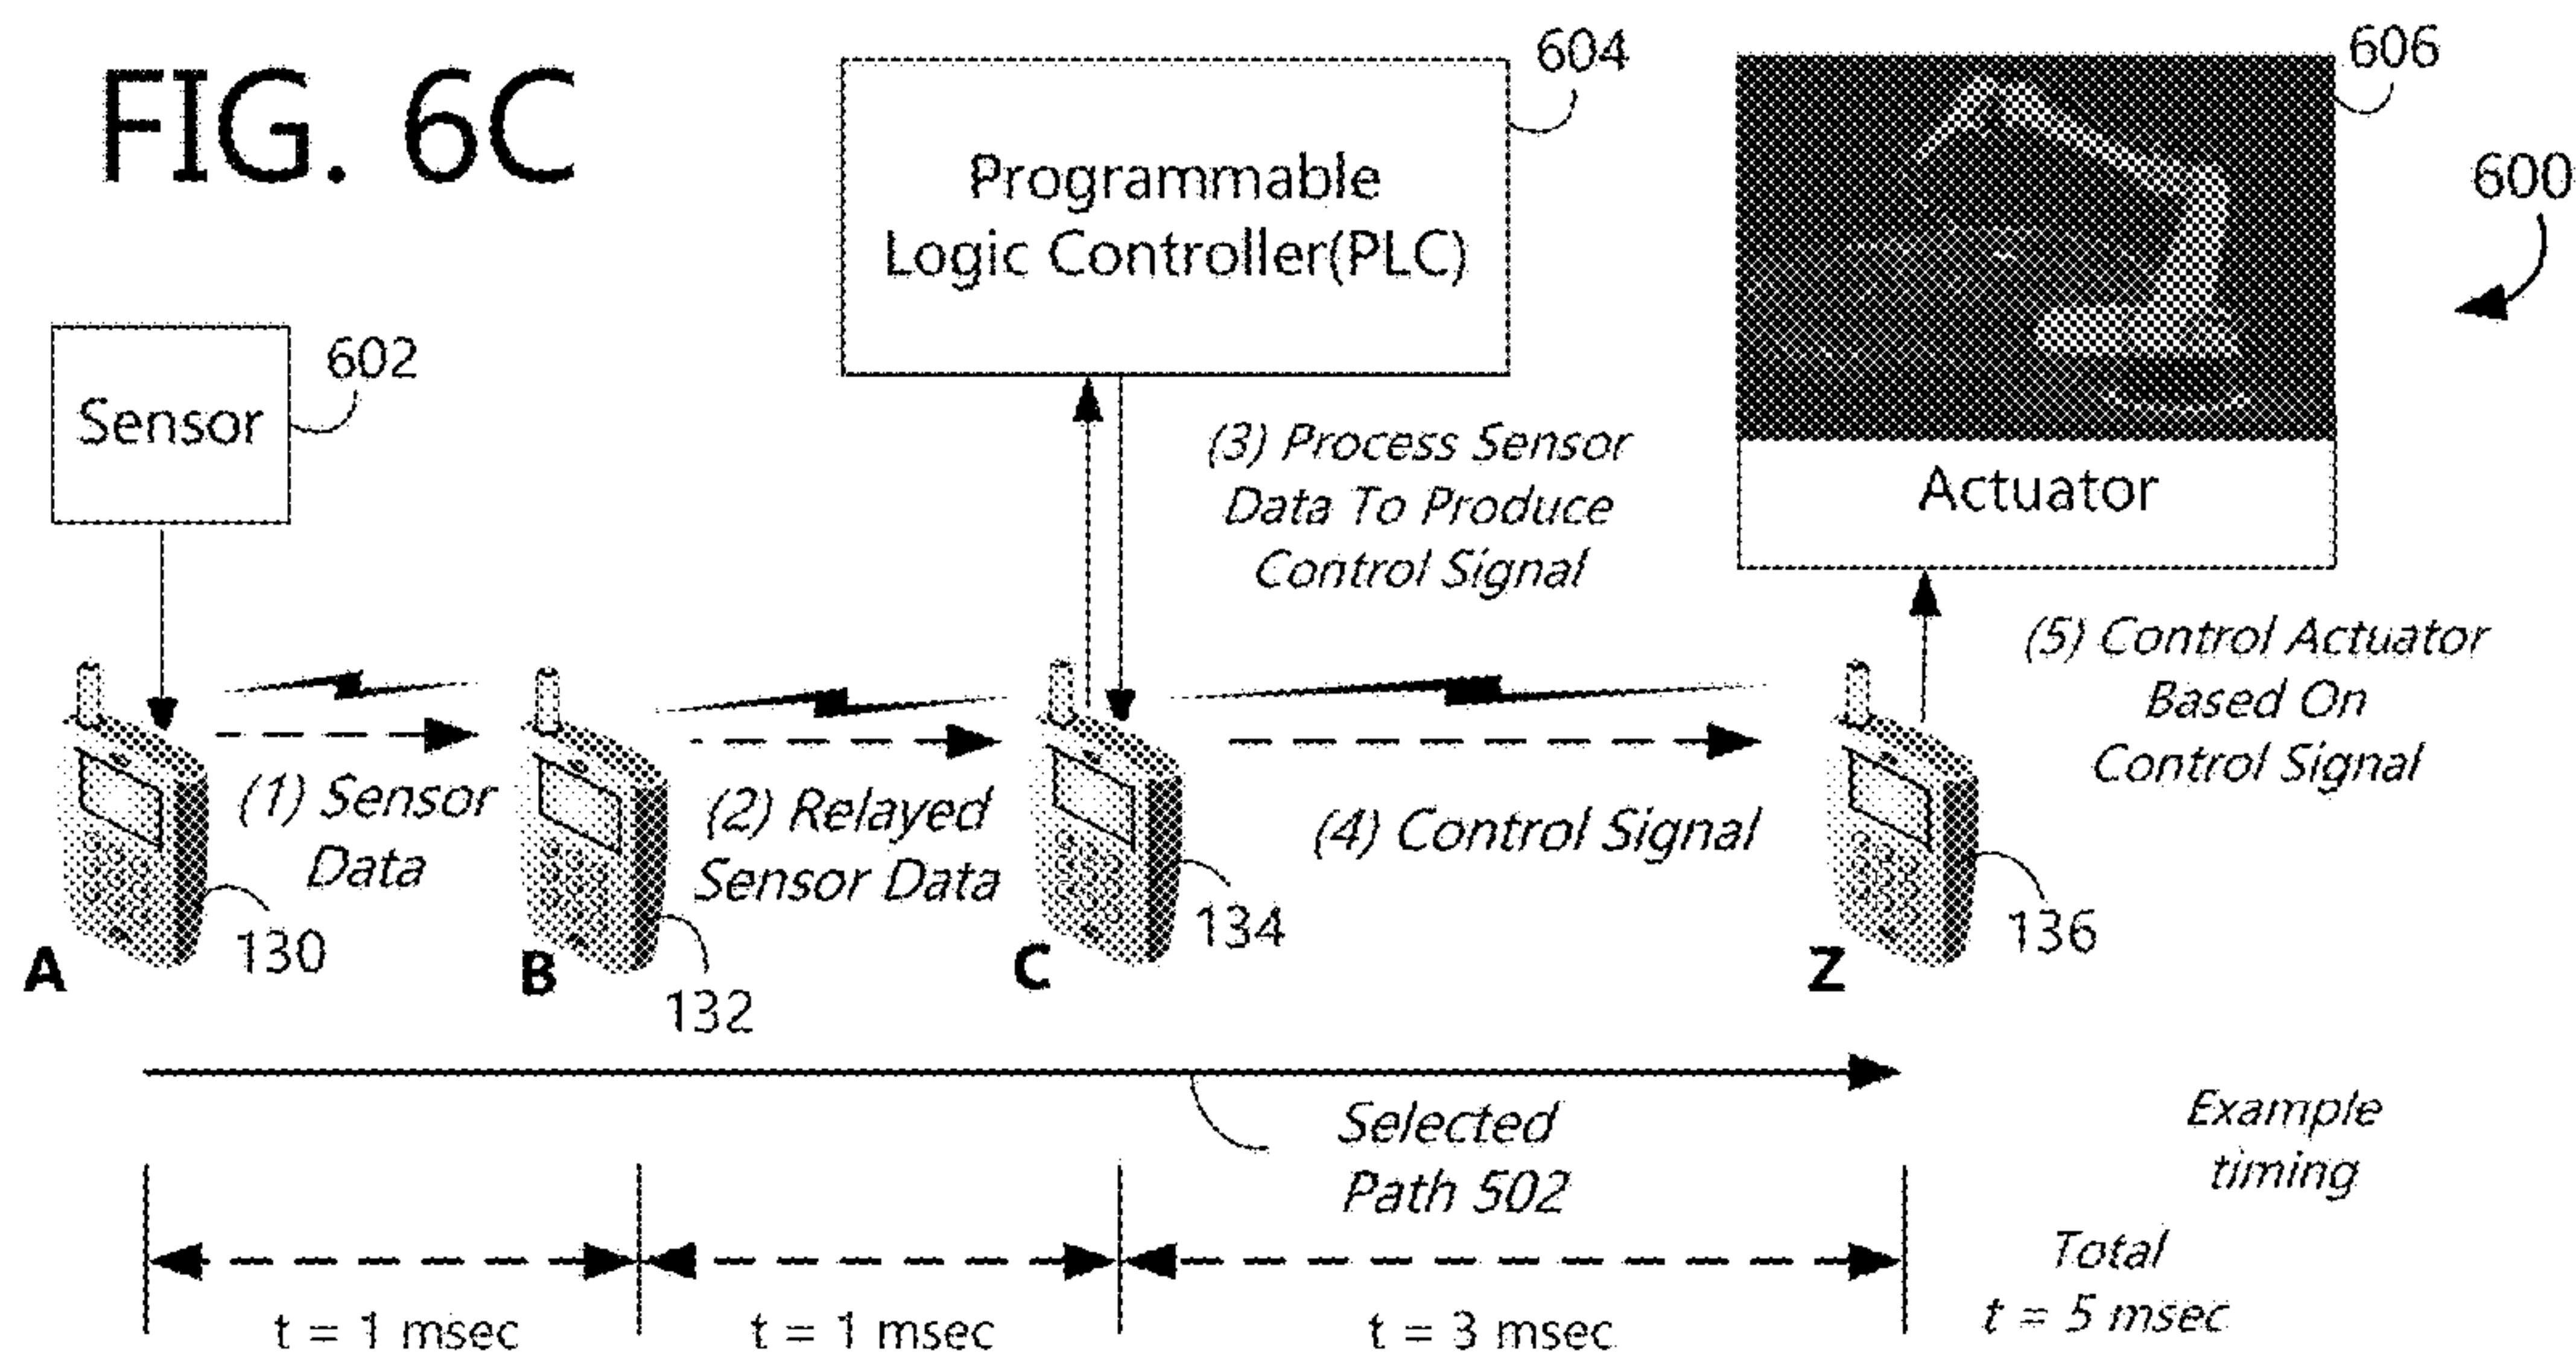 FIG. 6C
604
606
600
Programmable
Logic Controller(PLC)
602
Sensor
(3) Process Sensor
Data To Produce
Control Signal
Actuator
(5) Control Actuator
Based On
Control Signal
(1) Sensor
Data
(2) Relayed
Sensor Data
(4) Control Signal
130
132
134
136
A
B
C
Z
Selected
Path 502
Example
timing
t = 1 msec
t = 1 msec
t = 3 msec
Total
t = 5 msec